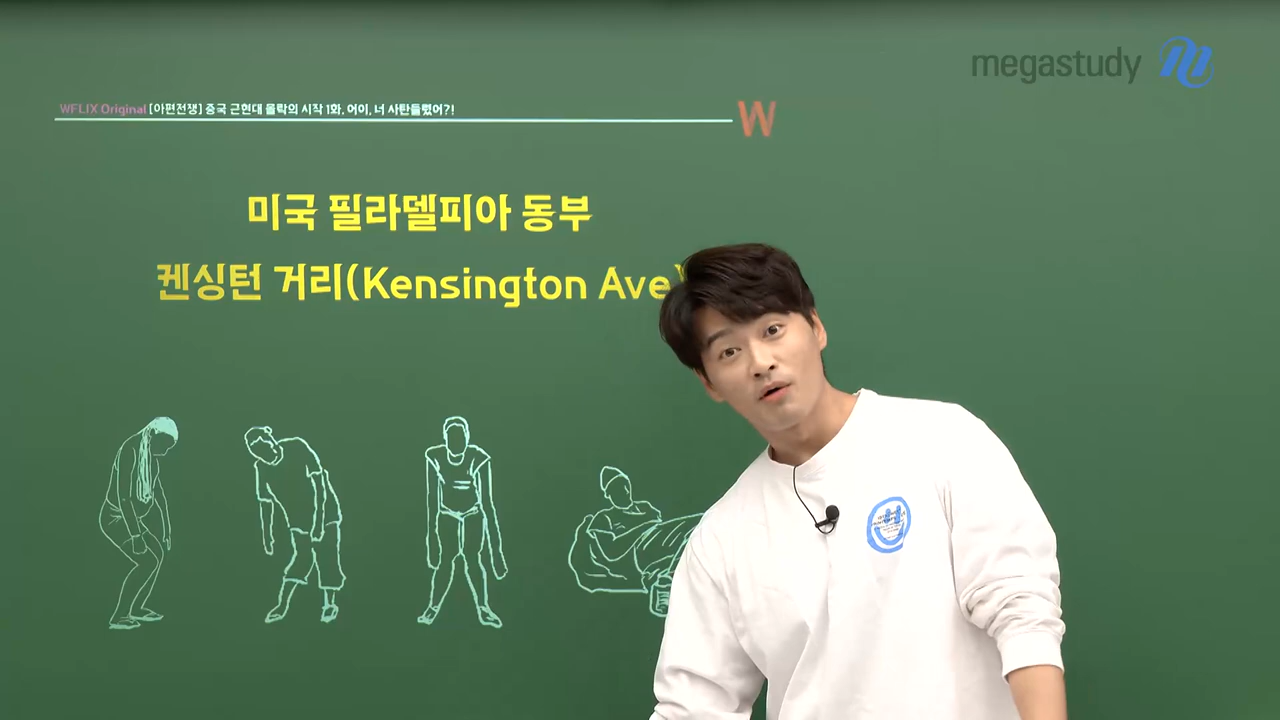 megastudy
WFLIX Original [아편전쟁]중국 근현대 몰락의 시작 1화. 어이, 너 사탄들렸어?!
W
미국 필라델피아 동부
켄싱턴 거리(Kensington Ave)